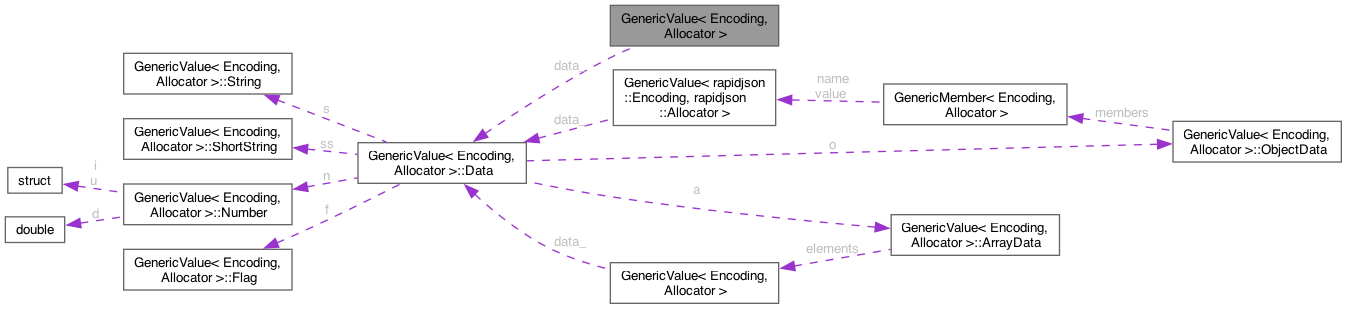 GenericValue< Encoding,
Allocator >
GenericValue< Encoding,
Allocator >::String
data_
GenericValue< rapidjson
::Encoding, rapidjson
::Allocator >
name
value
GenericMember< Encoding,
Allocator >
members
s
data_
GenericValue< Encoding,
Allocator >::ShortString
ss
GenericValue< Encoding,
Allocator >::Data
o
GenericValue< Encoding,
Allocator >::ObjectData
struct
i
u
n
GenericValue< Encoding,
Allocator >::Number
a
f
d
double
GenericValue< Encoding,
Allocator >::ArrayData
data_
elements
GenericValue< Encoding,
Allocator >::Flag
GenericValue< Encoding,
Allocator >